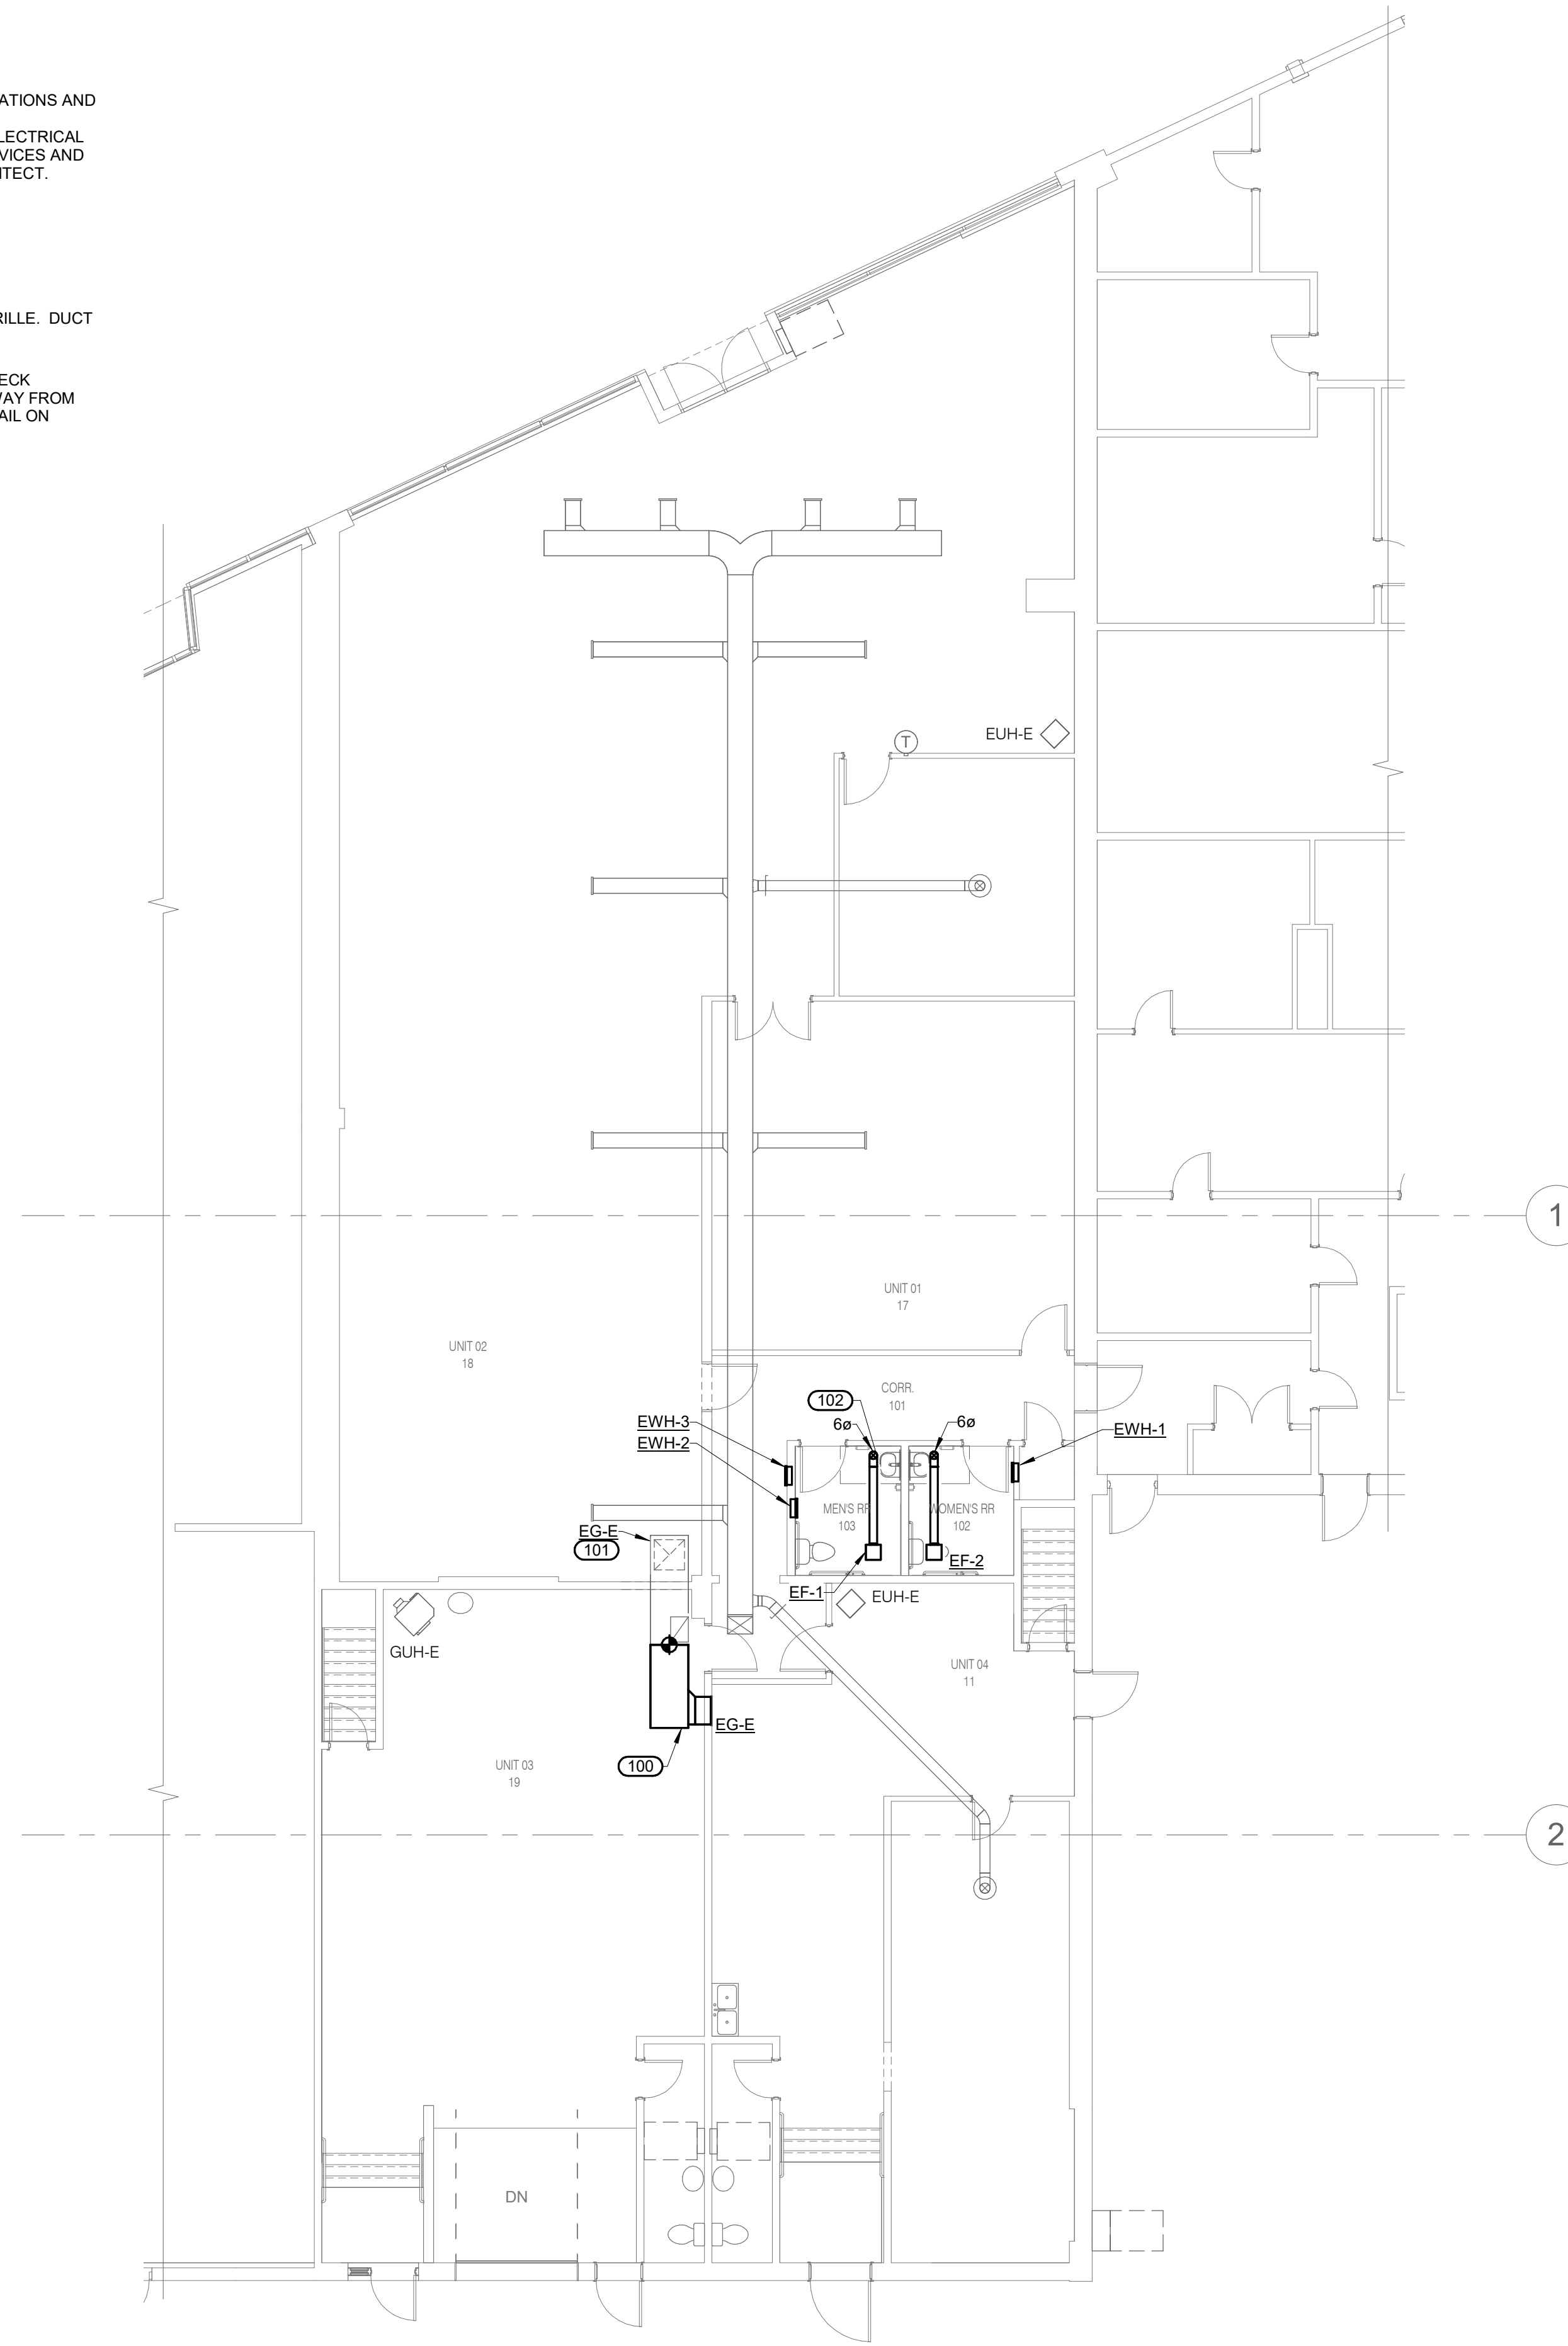 ATIONS AND
LECTRICAL
VICES AND
ITECT.
RILLE. DUCT
ECK
WAY FROM
AIL ON
T
EUH-E
1
UNIT 01
17
UNIT 02
18
CORR.
101
102
6ø
6ø
EWH-3
EWH-2
EWH-1
MEN'S RR
103
WOMEN'S RR
102
EG-E
101
EF-2
EF-1
EUH-E
GUH-E
UNIT 04
11
EG-E
100
UNIT 03
19
2
DN